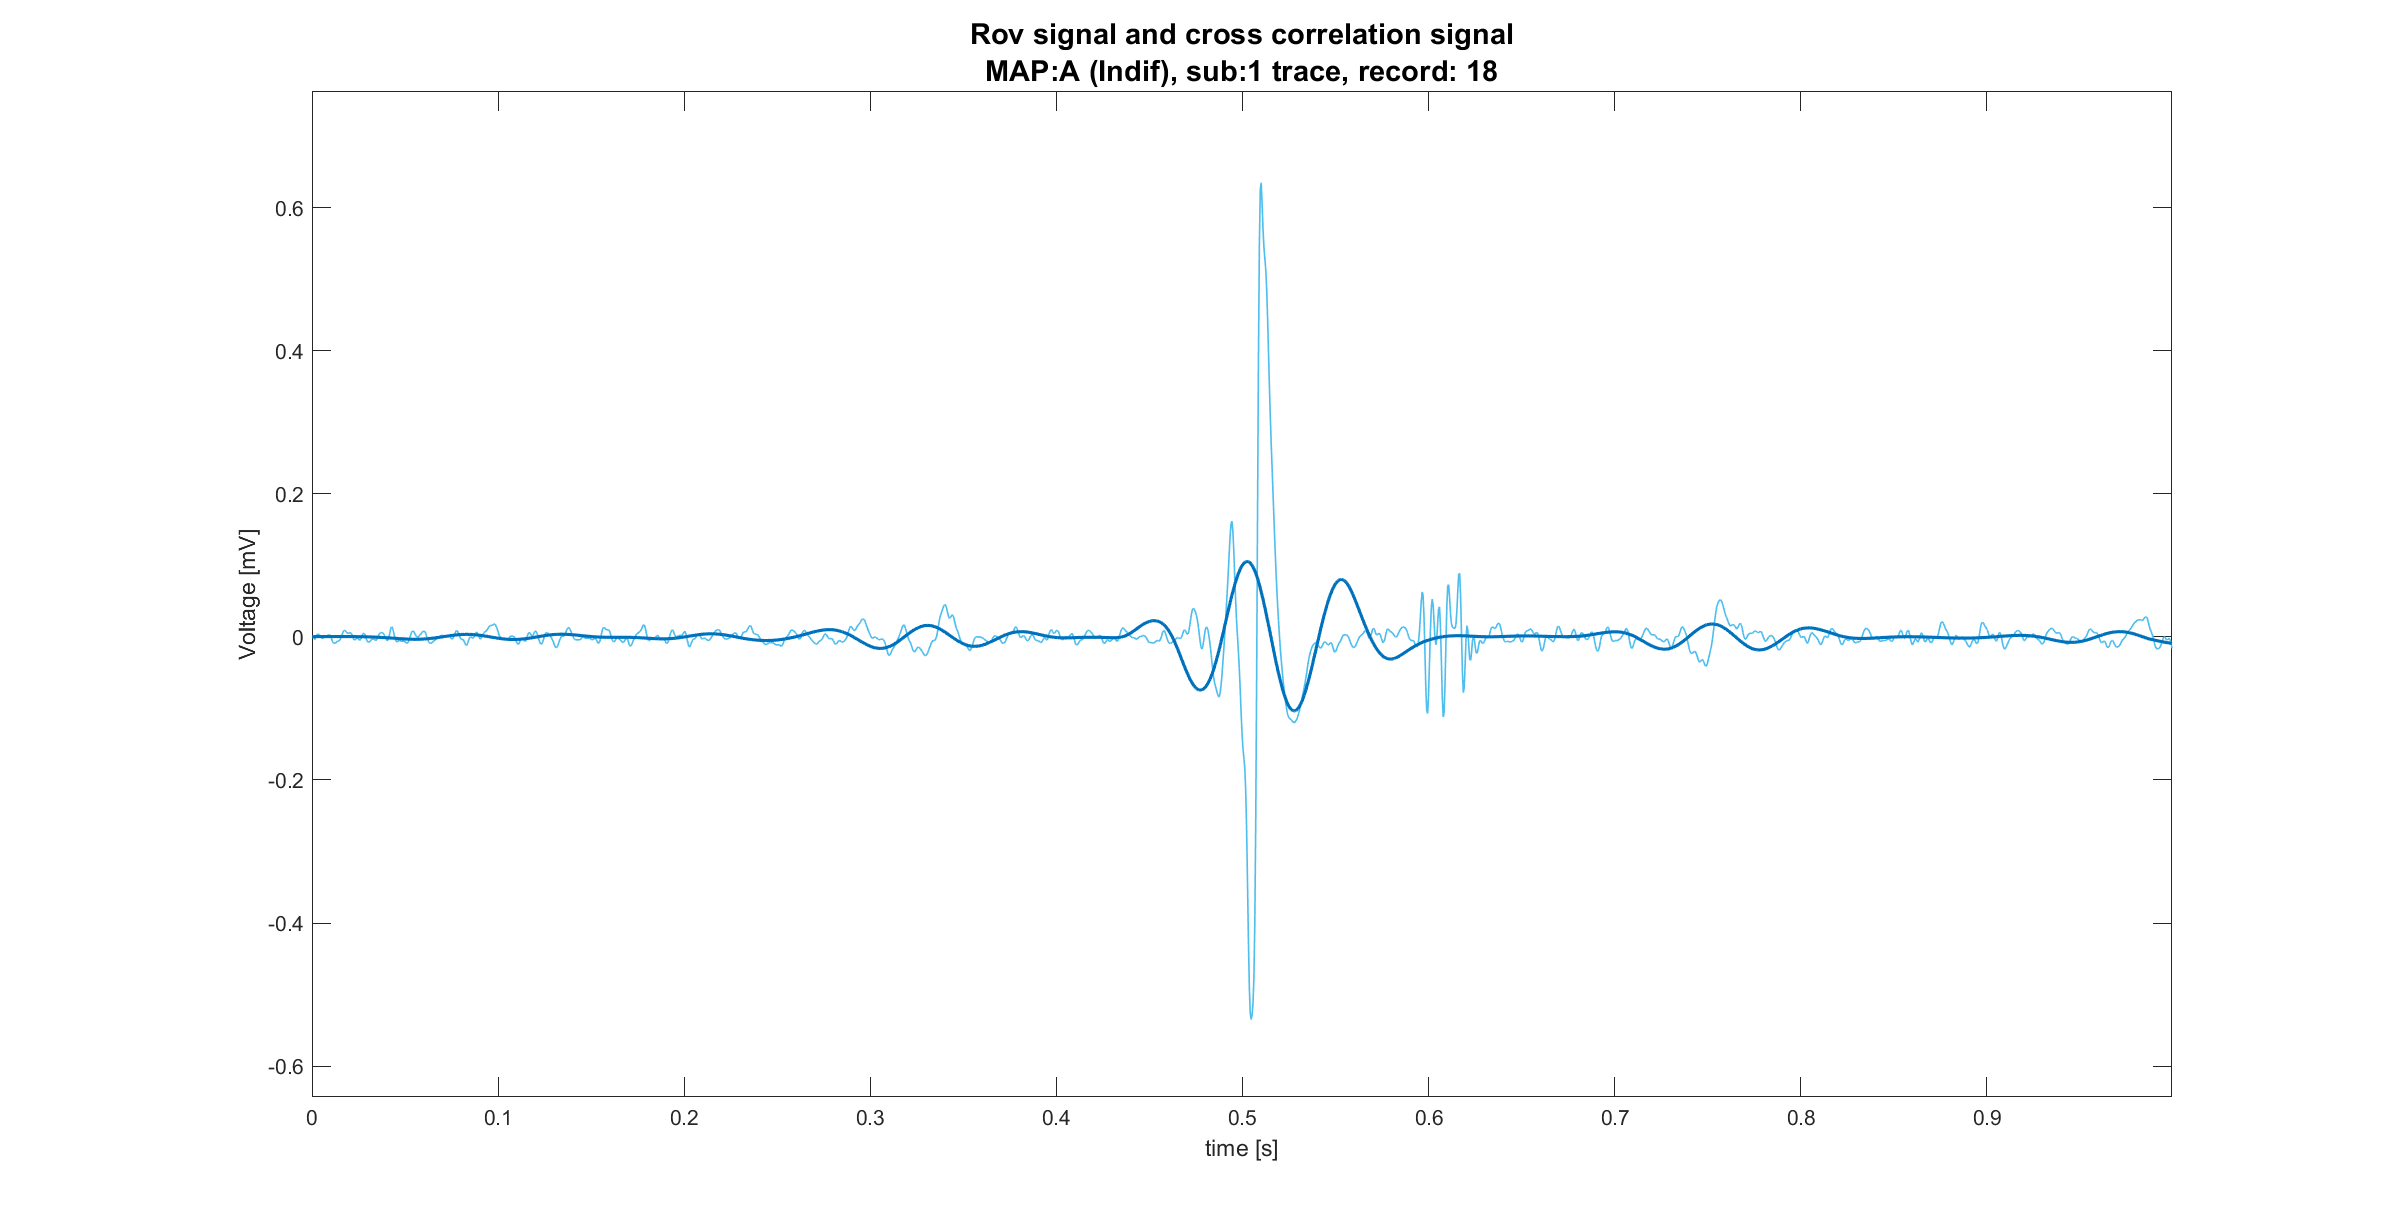 Rov signal and cross correlation signal
MAP:A (Indif), sub:1 trace, record: 18
0.6
0.4
0.2
0
-0.2
-0.4
-0.6
Voltage [mV]
0 0.1 0.2 0.3 0.4 0.5 0.6 0.7 0.8 0.9
time [s]